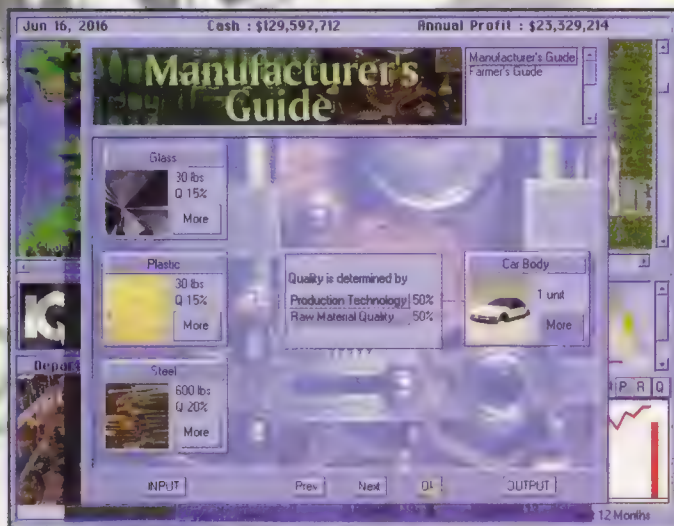 Jun 16, 2016 Cash : $129,597,712 Annual Profit : $23,329,214
Manufacturer's
Guide
Manufacturer's Guide
Farmer's Guide
Glass
30 lbs
Q 15%
More
Plastic
30 lbs
Q 15%
More
Steel
600 lbs
Q 20%
More
Quality is determined by
Production Technology 50%
Raw Material Quality 50%
Car Body
1 unit
More
Depart
P R Q
INPUT Prev Next OK OUTPUT
12 Months